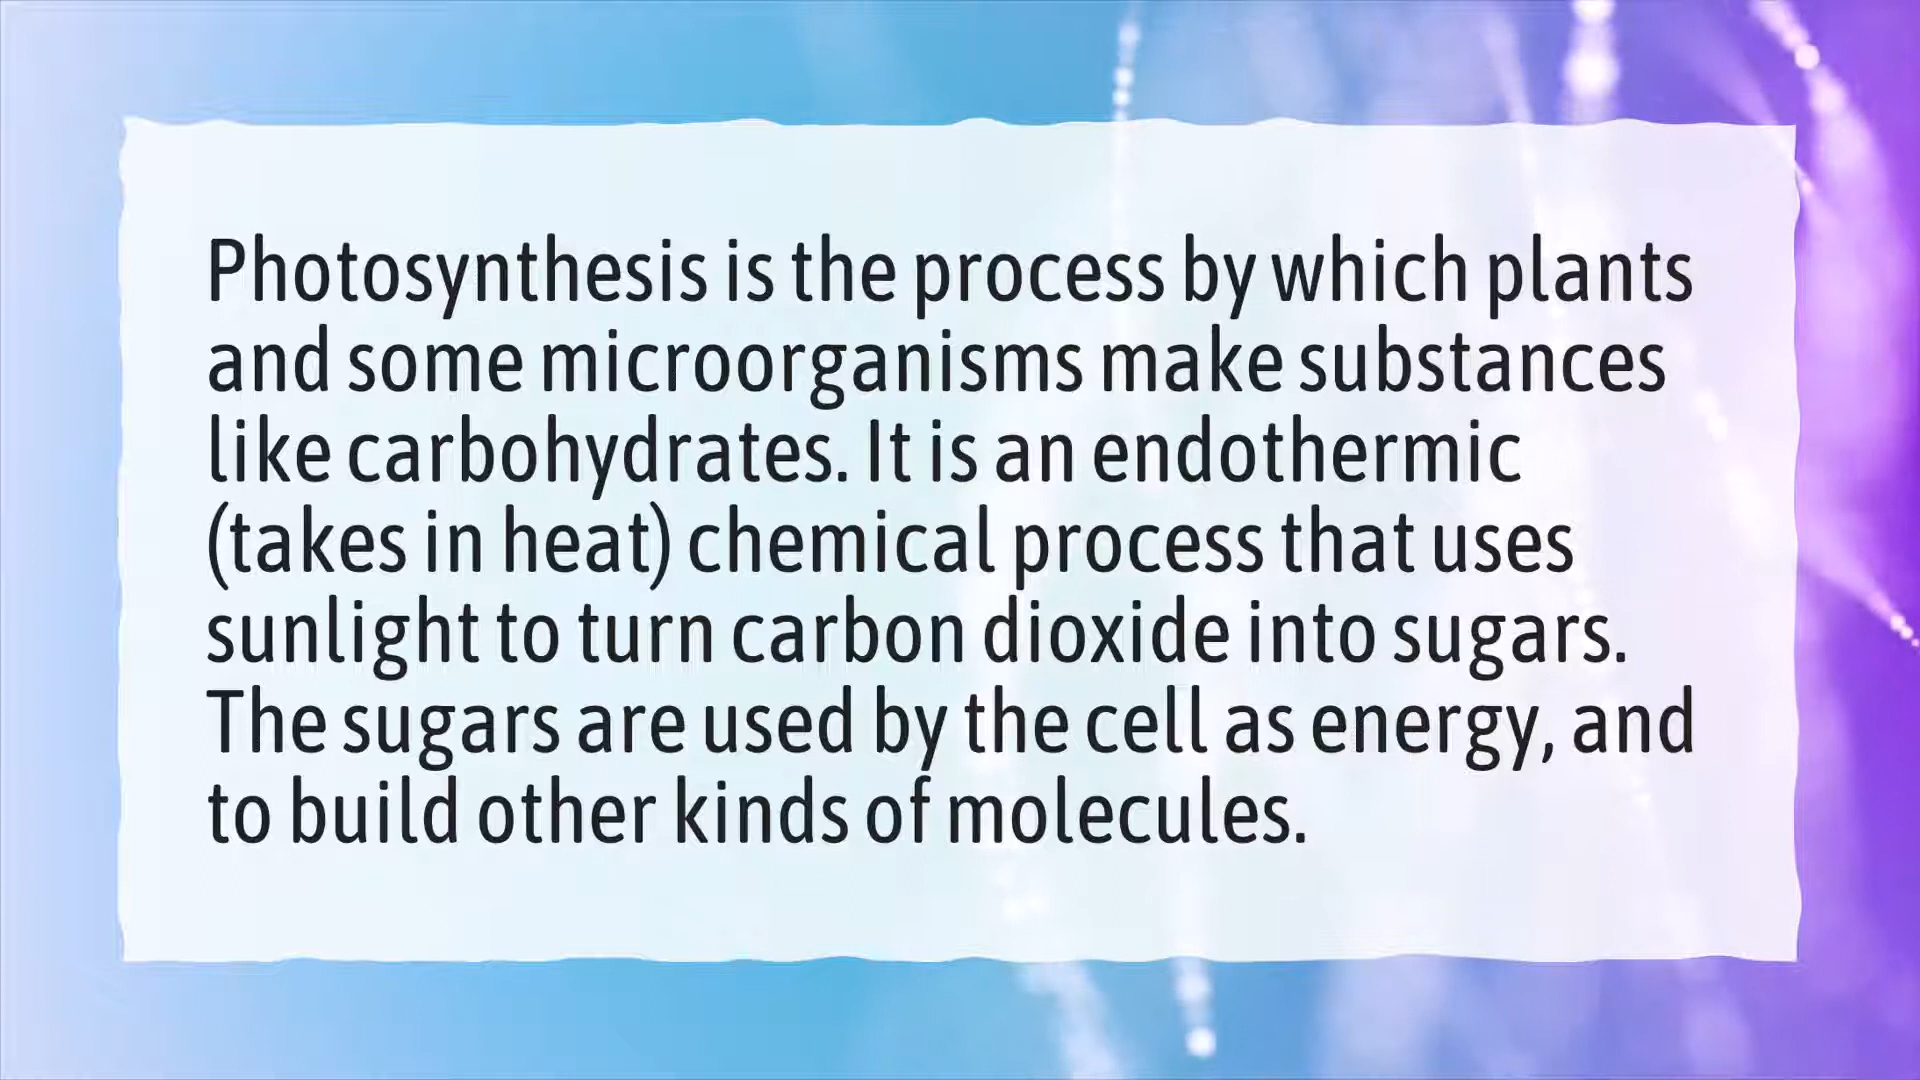 Photosynthesis is the process by which plants
and some microorganisms make substances
like carbohydrates. It is an endothermic
(takes in heat) chemical process that uses
sunlight to turn carbon dioxide into sugars.
The sugars are used by the cell as energy, and
to build other kinds of molecules.